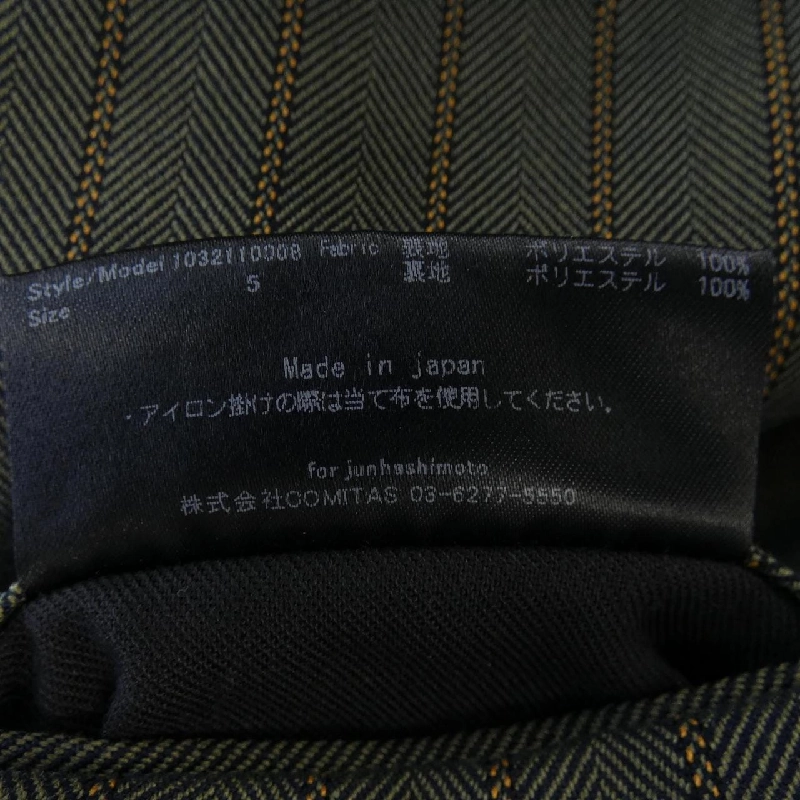 Style/Model 1032110008 Fabric 表地 ポリエステル 100%
Size 5 裏地 ポリエステル 100%
Made in japan
・アイロン掛けの際は当て布を使用してください。
for junhashimoto
株式会社COMITAS 03-6277-5550